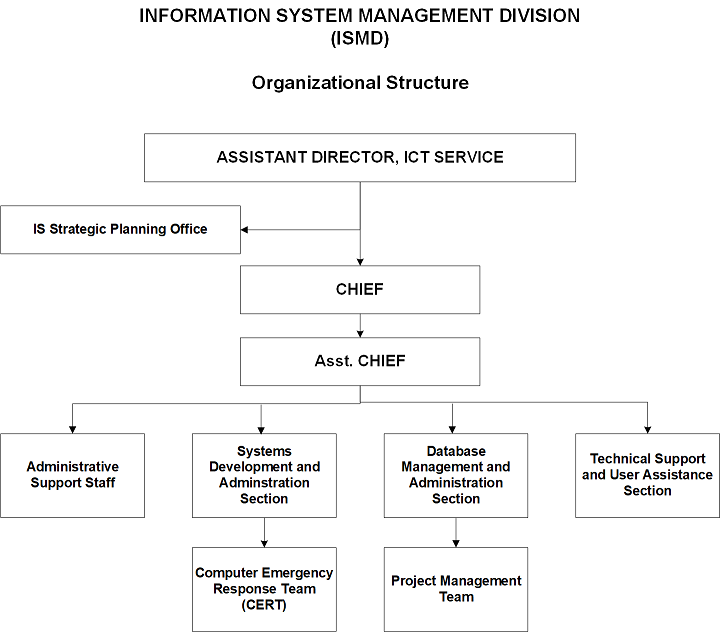 INFORMATION SYSTEM MANAGEMENT DIVISION
(ISMD)
Organizational Structure
ASSISTANT DIRECTOR, ICT SERVICE
IS Strategic Planning Office
CHIEF
Asst. CHIEF
Administrative
Support Staff
Systems
Development and
Adminstration
Section
Database
Management and
Administration
Section
Technical Support
and User Assistance
Section
Computer Emergency
Response Team
(CERT)
Project Management
Team